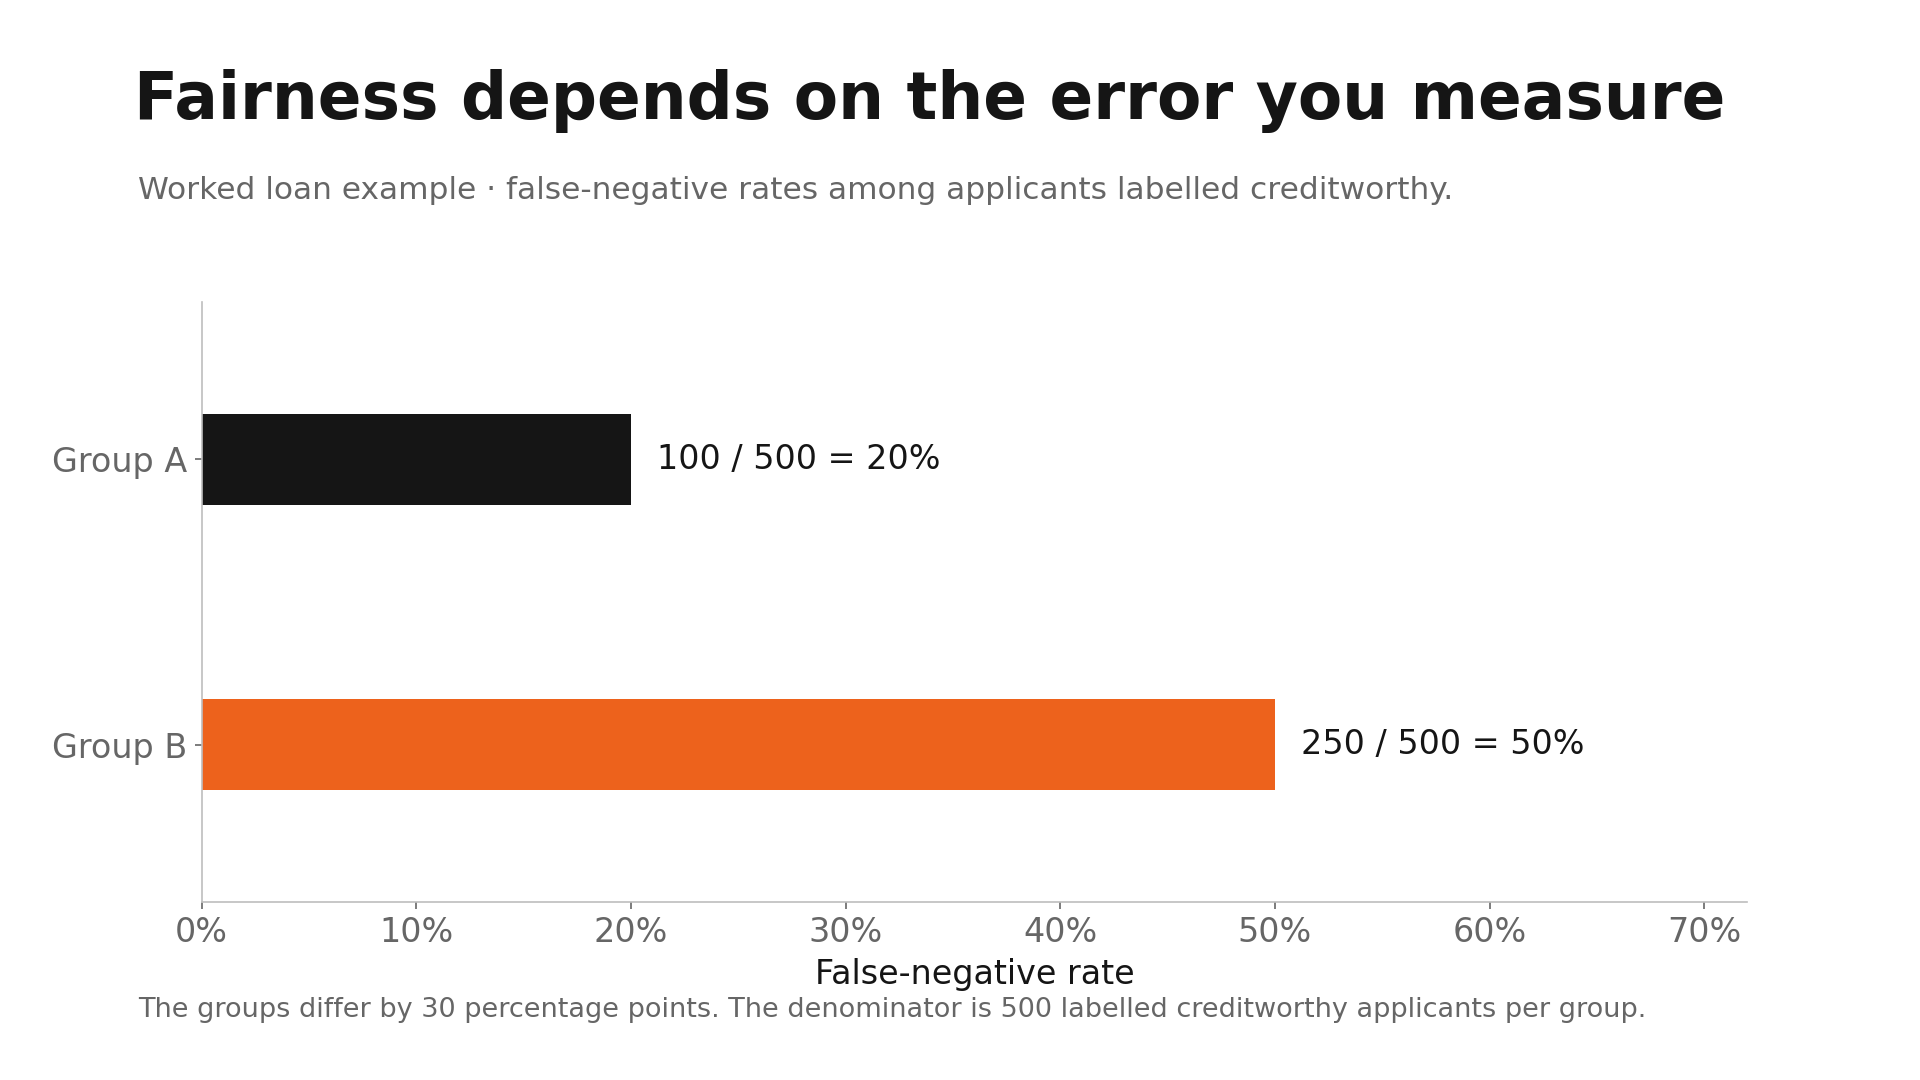 Fairness depends on the error you measure
Worked loan example · false-negative rates among applicants labelled creditworthy.
Group A
100 / 500 = 20%
Group B
250 / 500 = 50%
0% 10% 20% 30% 40% 50% 60% 70%
False-negative rate
The groups differ by 30 percentage points. The denominator is 500 labelled creditworthy applicants per group.